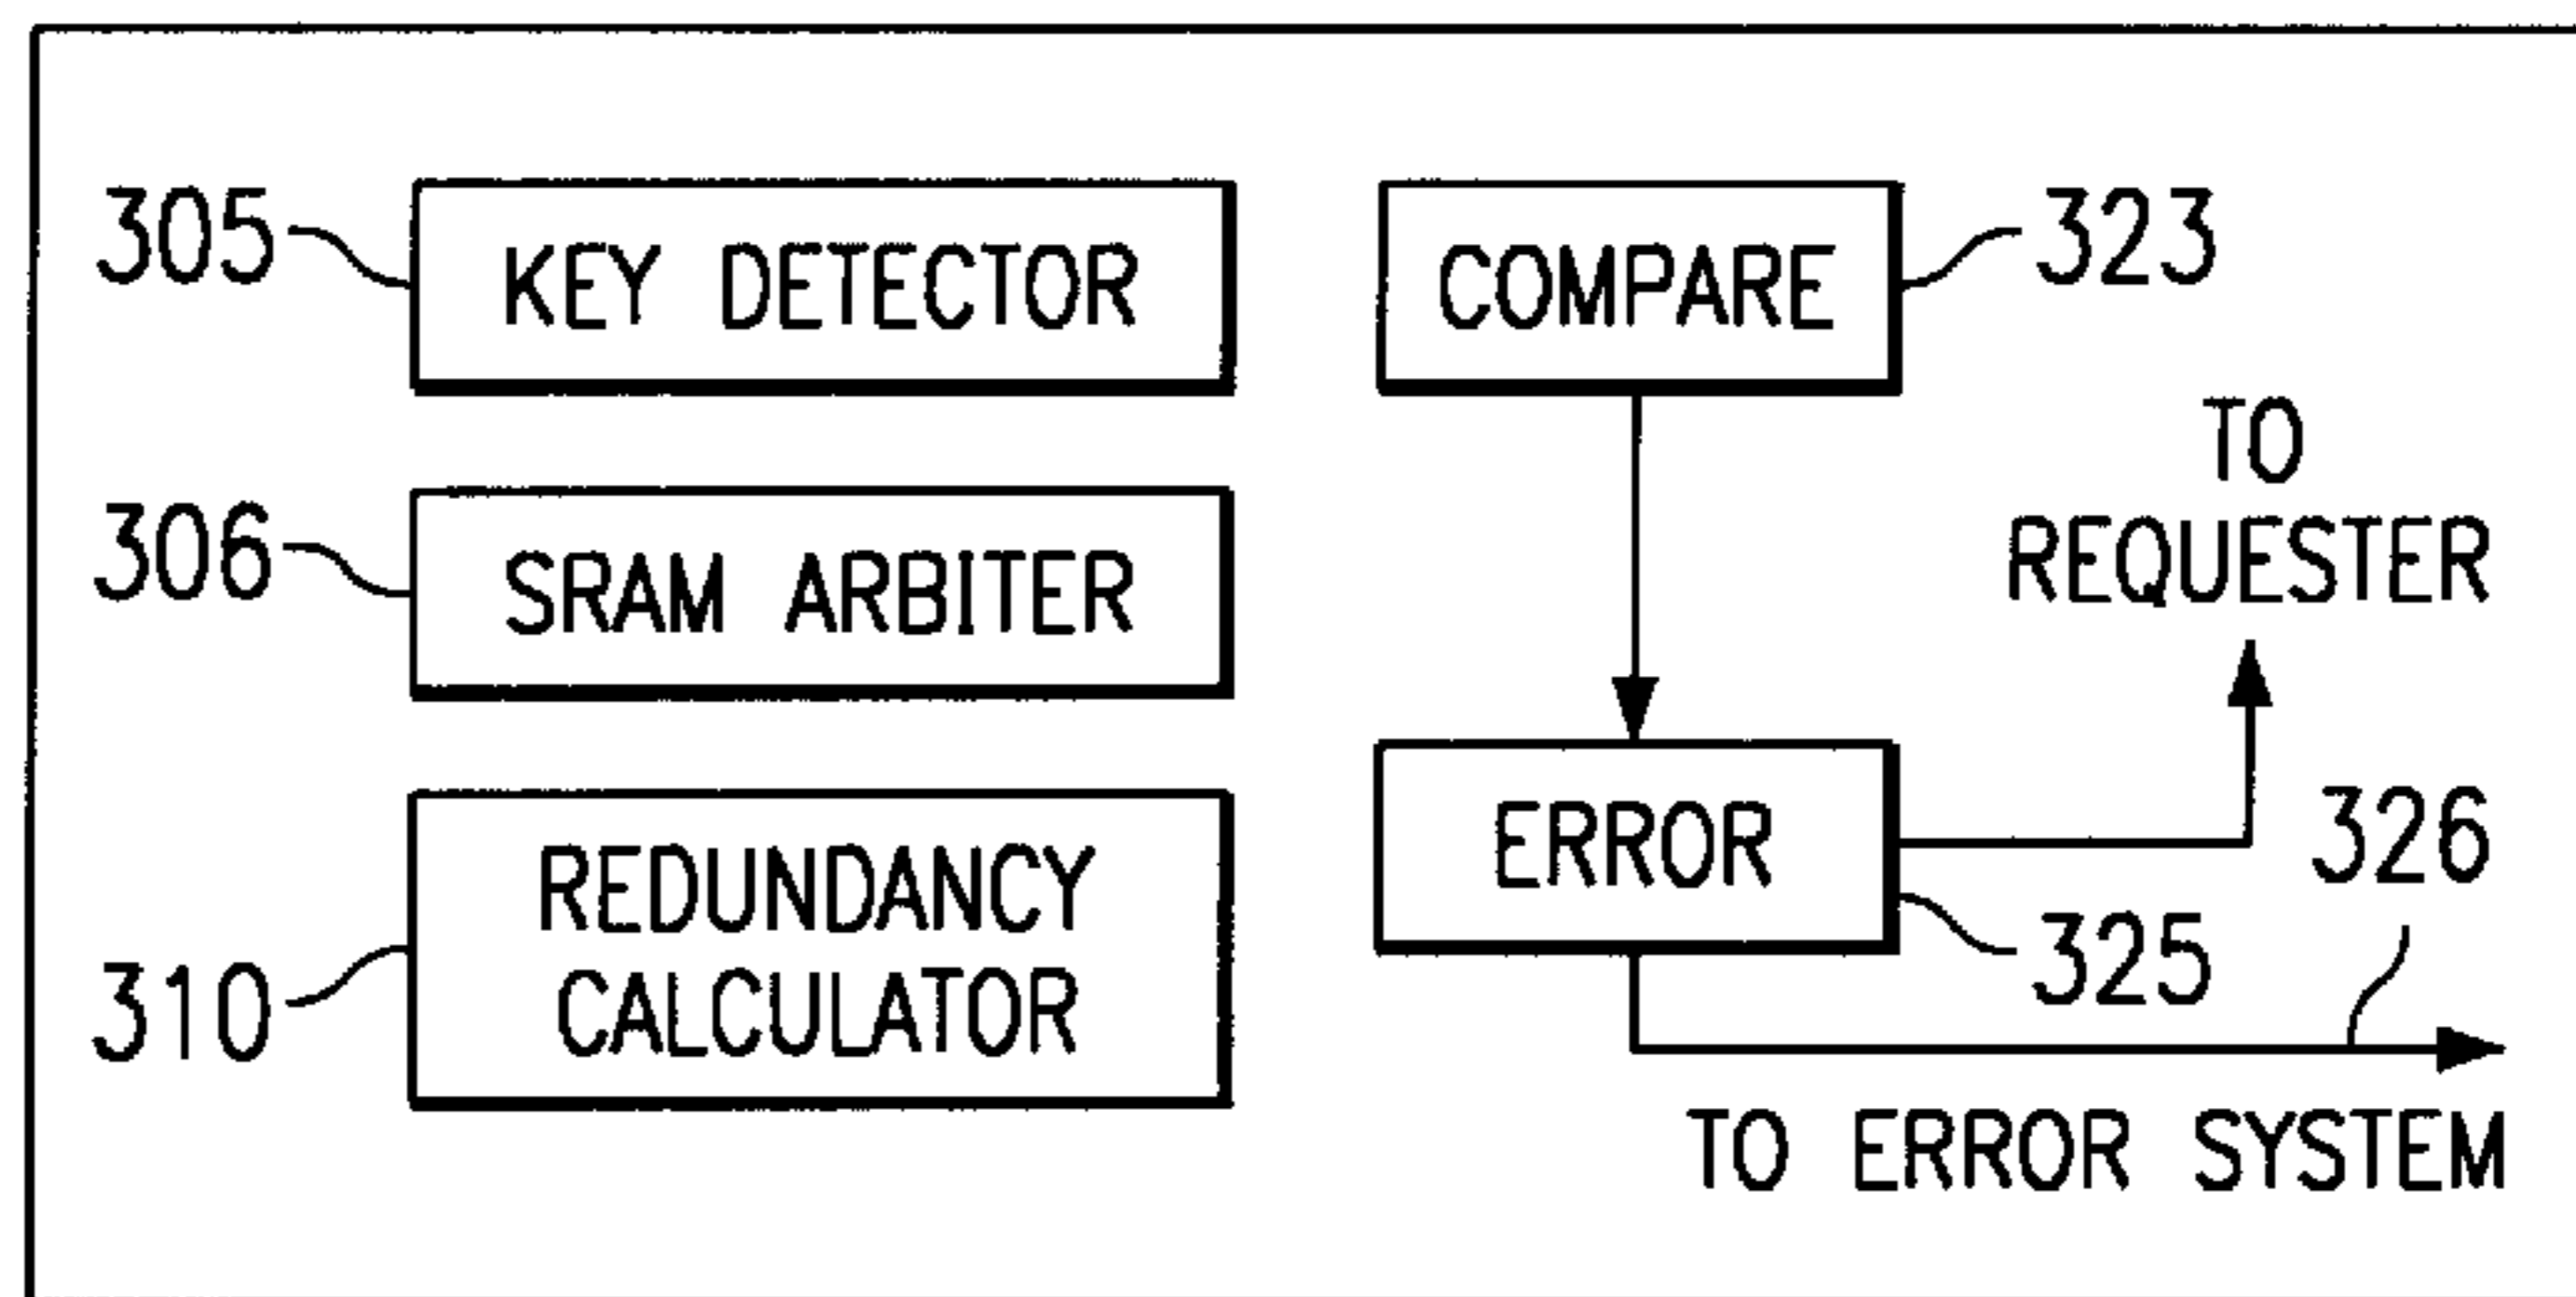 305
KEY DETECTOR
306
SRAM ARBITER
310
REDUNDANCY
CALCULATOR
COMPARE
323
TO
REQUESTER
ERROR
325
326
TO ERROR SYSTEM